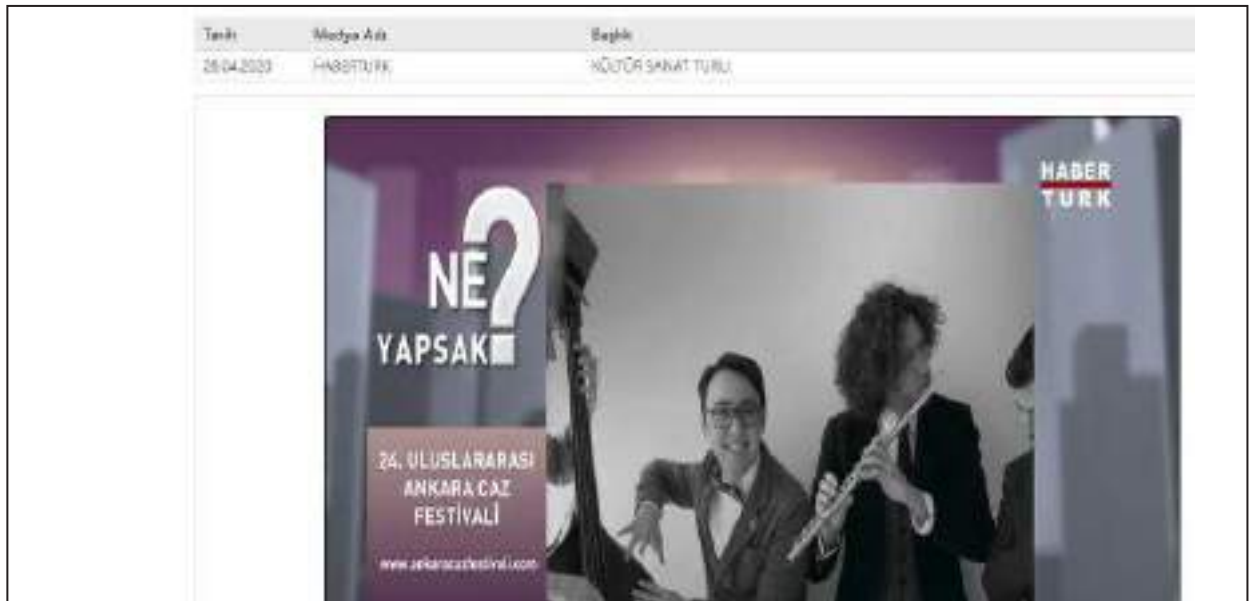 Tarih Medya Adı Başlık
28.04.2020 HABERTURK KÜLTÜR SANAT TURU
HABER
TURK
NE?
YAPSAK
24. ULUSLARARASI
ANKARA CAZ
FESTİVALİ
www.ankaracazfestivali.com